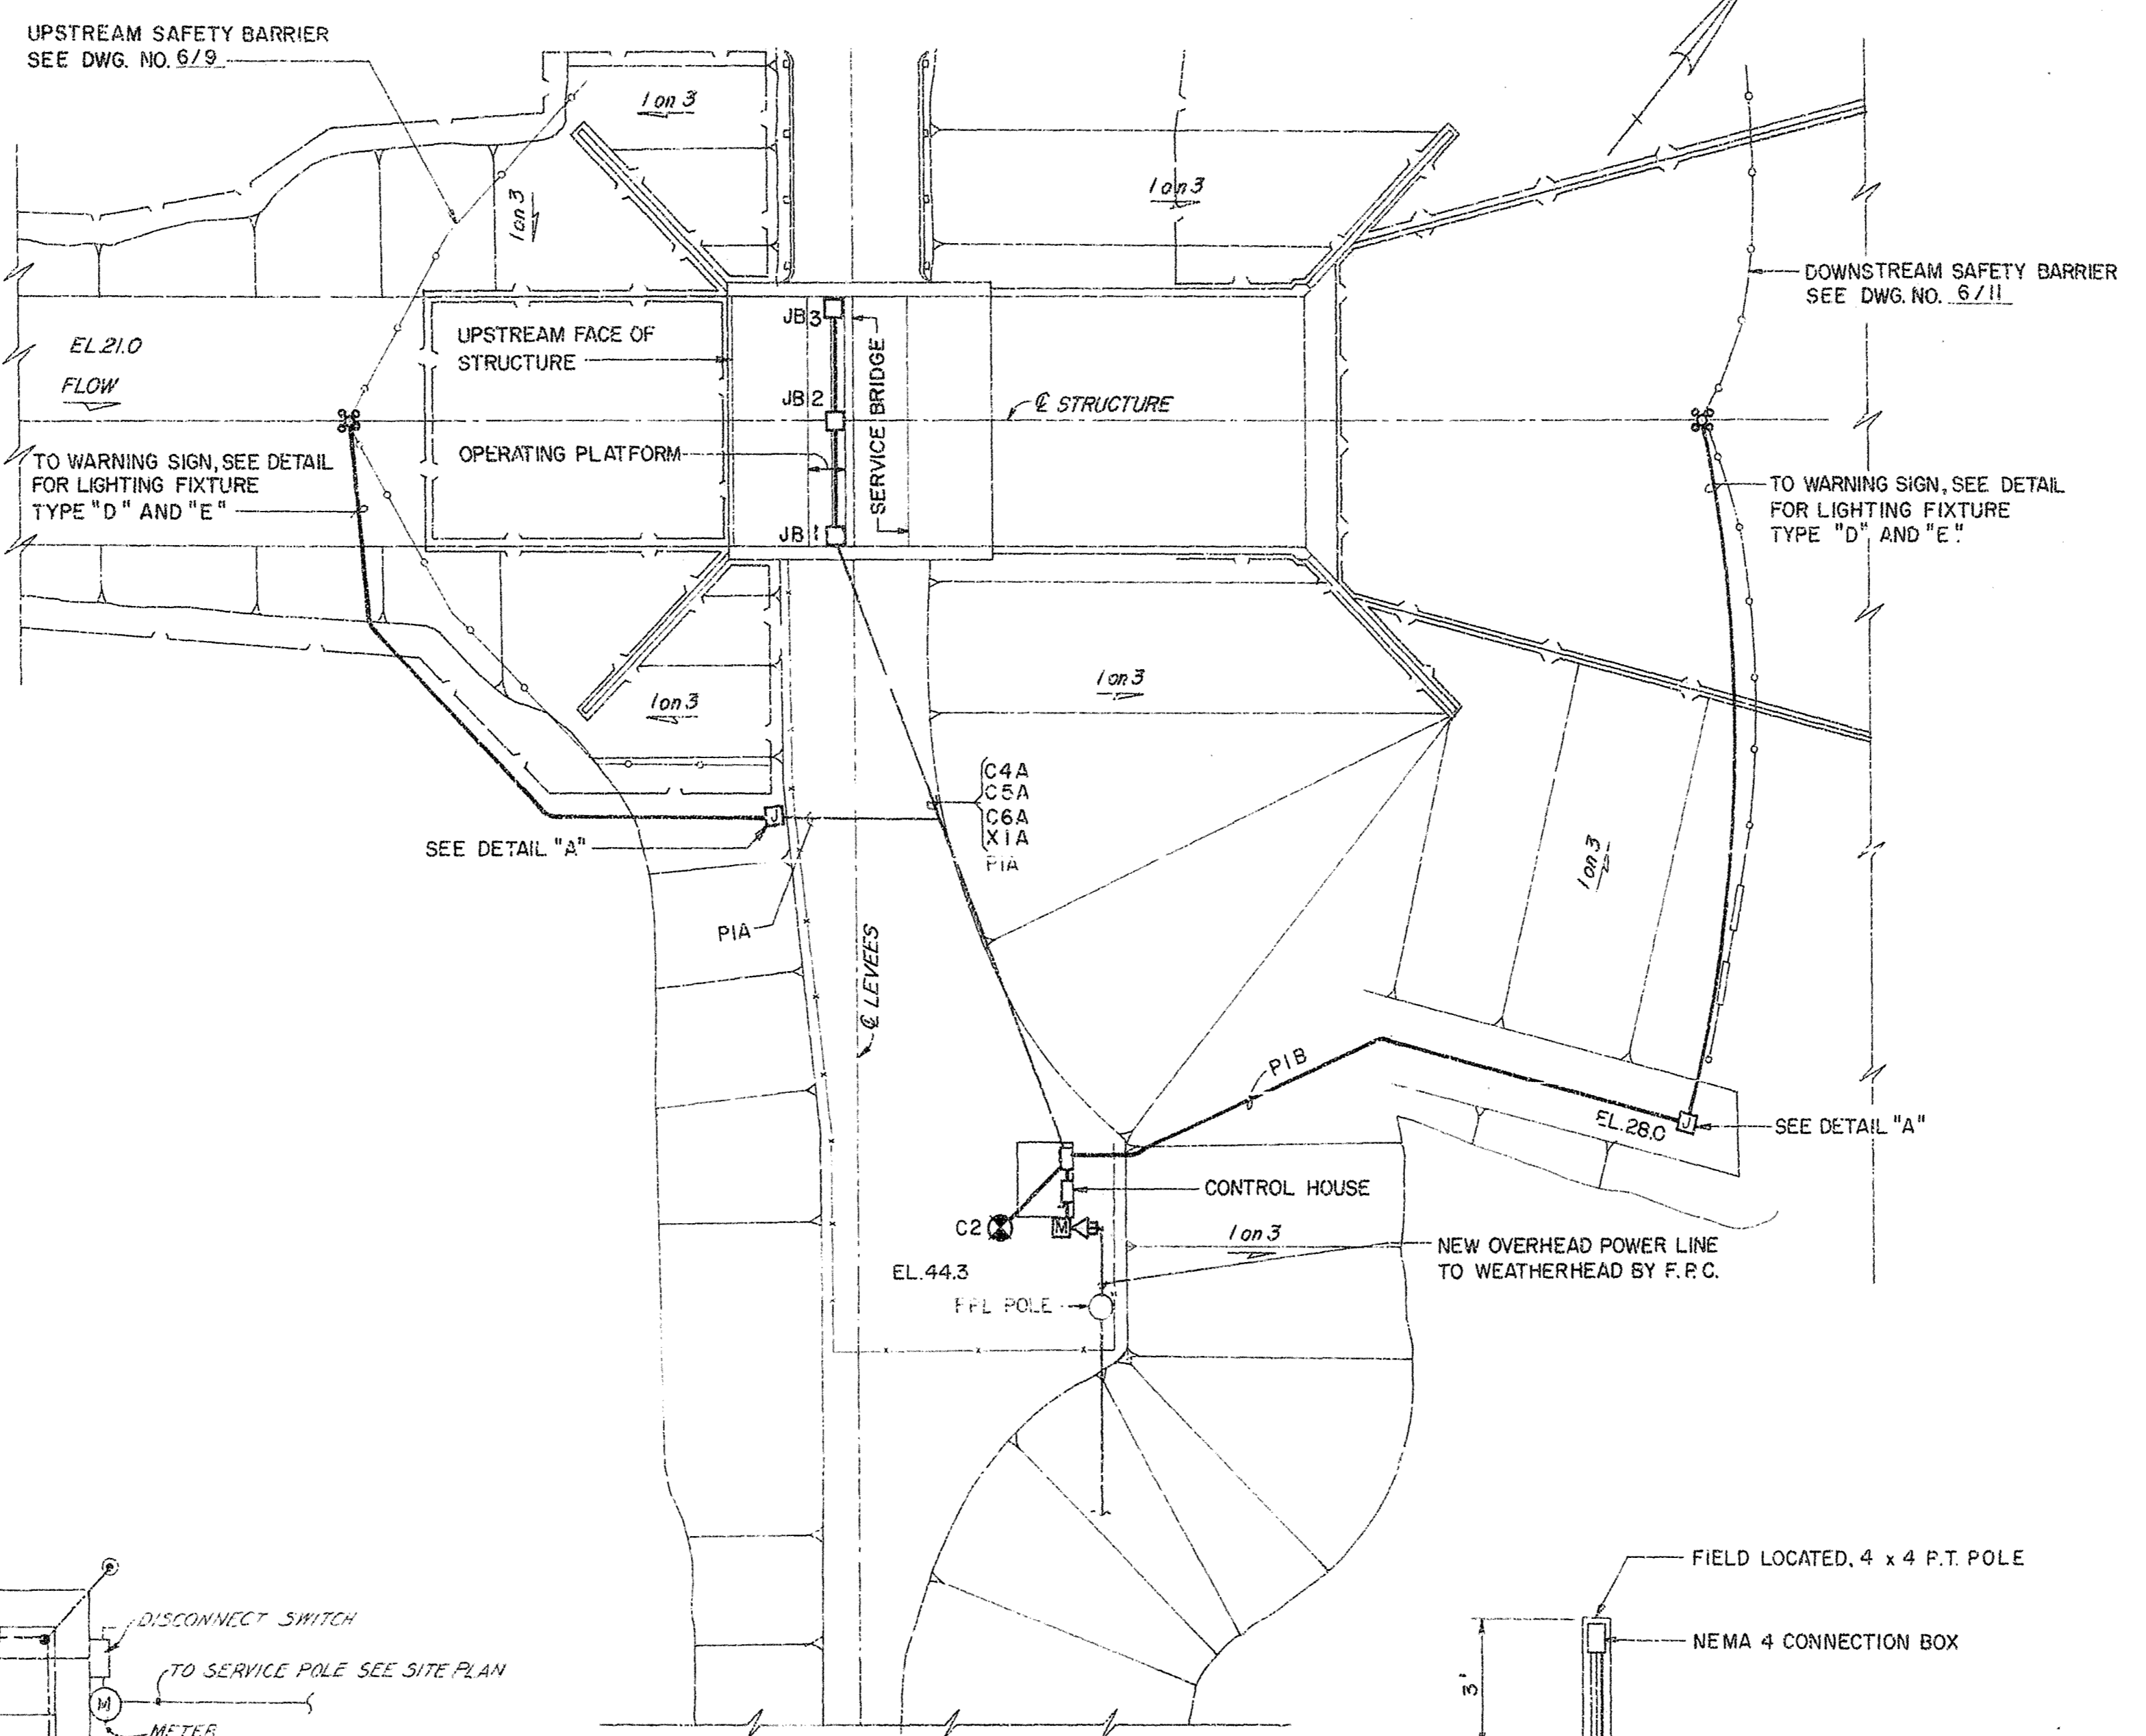 UPSTREAM SAFETY BARRIER
SEE DWG. NO. 6/9
1 on 3
1 on 3
1 on 3
DOWNSTREAM SAFETY BARRIER
SEE DWG. NO. 6/11
EL.21.0
FLOW
UPSTREAM FACE OF
STRUCTURE
JB 3
JB 2
JB 1
SERVICE BRIDGE
℄ STRUCTURE
OPERATING PLATFORM
TO WARNING SIGN, SEE DETAIL
FOR LIGHTING FIXTURE
TYPE "D" AND "E"
TO WARNING SIGN, SEE DETAIL
FOR LIGHTING FIXTURE
TYPE "D" AND "E".
1 on 3
1 on 3
C4A
C5A
C6A
X1A
P1A
J
SEE DETAIL "A"
1 on 3
P1A
℄ LEVEES
P1B
EL.28.0
J
SEE DETAIL "A"
CONTROL HOUSE
C2
M
1 on 3
NEW OVERHEAD POWER LINE
TO WEATHERHEAD BY F.P.C.
EL.44.3
FPL POLE
DISCONNECT SWITCH
TO SERVICE POLE SEE SITE PLAN
M
METER
FIELD LOCATED, 4 x 4 P.T. POLE
NEMA 4 CONNECTION BOX
3'